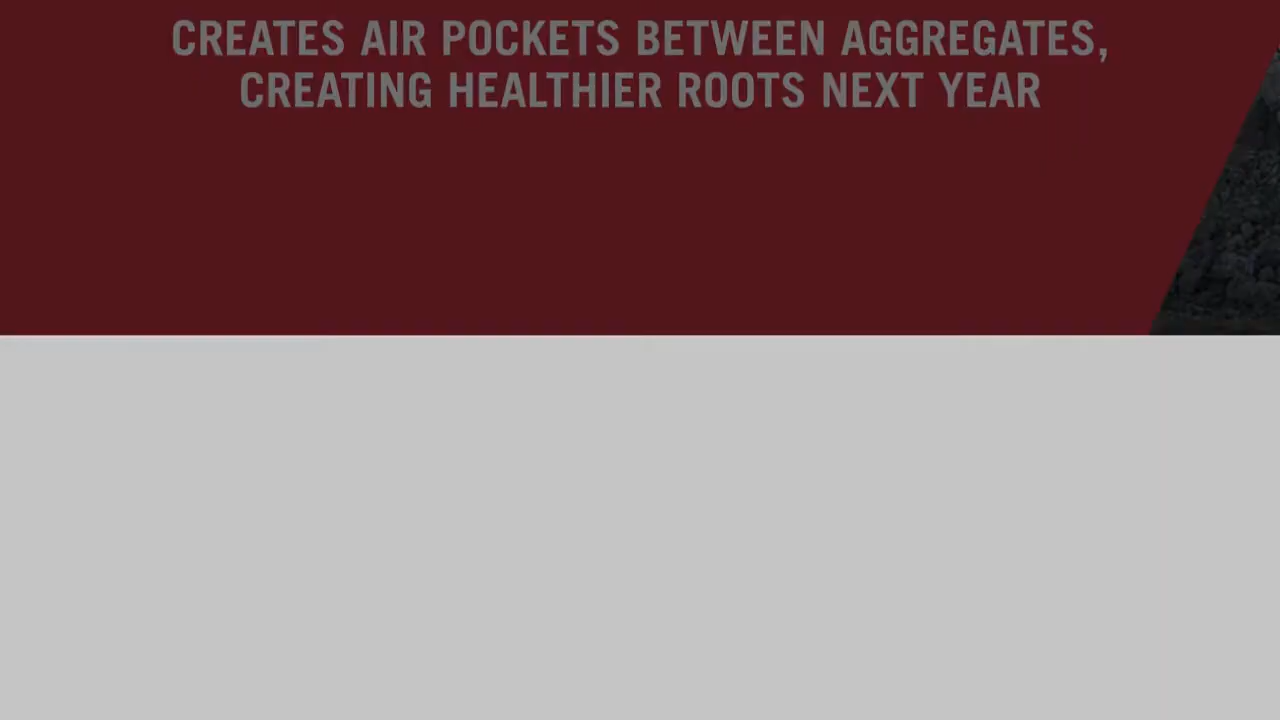 CREATES AIR POCKETS BETWEEN AGGREGATES,
CREATING HEALTHIER ROOTS NEXT YEAR